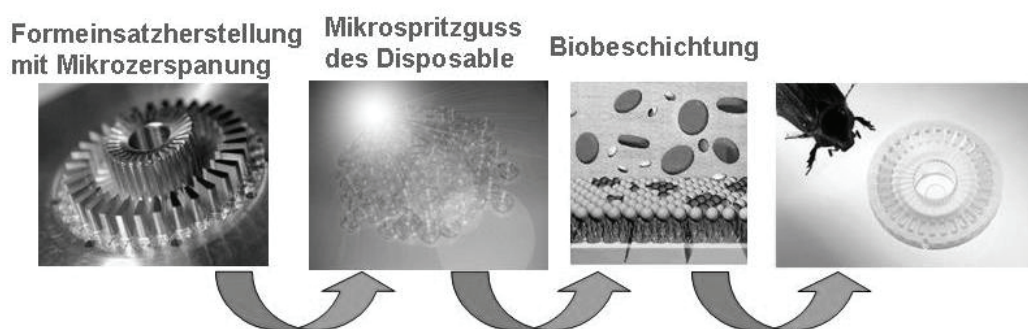 Formeinsatzherstellung
mit Mikrozerspanung
Mikrospritzguss
des Disposable
Biobeschichtung